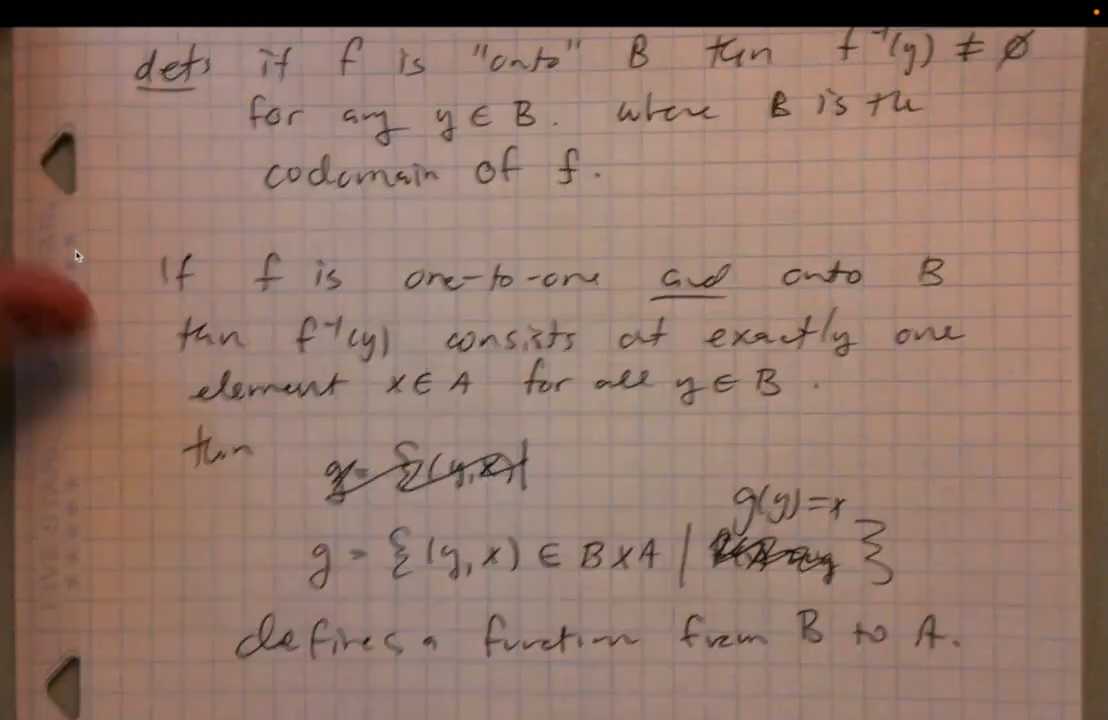 defs if f is "onto" B then f⁻¹(y) ≠ ∅
for any y ∈ B. where B is the
codomain of f.
If f is one-to-one and onto B
then f⁻¹(y) consists of exactly one
element x ∈ A for all y ∈ B.
then
g(y)=x
g = {(y,x) ∈ B×A | }
defines a function from B to A.